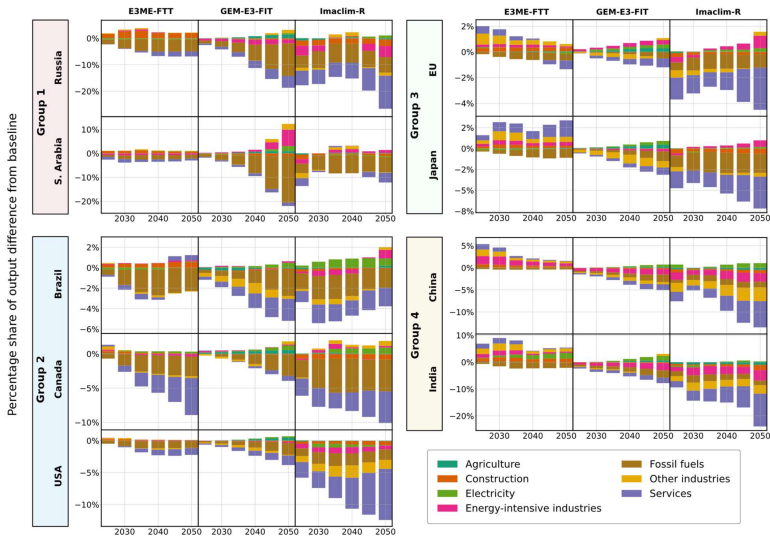 E3ME-FTT GEM-E3-FIT Imaclim-R
Percentage share of output difference from baseline
Group 1
Russia
0%
−10%
−20%
S. Arabia
10%
0%
−10%
−20%
2030 2040 2050 2030 2040 2050 2030 2040 2050
Group 2
Brazil
2%
0%
−2%
−4%
−6%
Canada
0%
−5%
−10%
USA
0%
−5%
−10%
2030 2040 2050 2030 2040 2050 2030 2040 2050
E3ME-FTT GEM-E3-FIT Imaclim-R
Group 3
EU
2%
0%
−2%
−4%
Japan
2%
0%
−2%
−5%
−8%
2030 2040 2050 2030 2040 2050 2030 2040 2050
Group 4
China
5%
0%
−5%
−10%
India
10%
0%
−10%
−20%
2030 2040 2050 2030 2040 2050 2030 2040 2050
Agriculture
Construction
Electricity
Energy-intensive industries
Fossil fuels
Other industries
Services